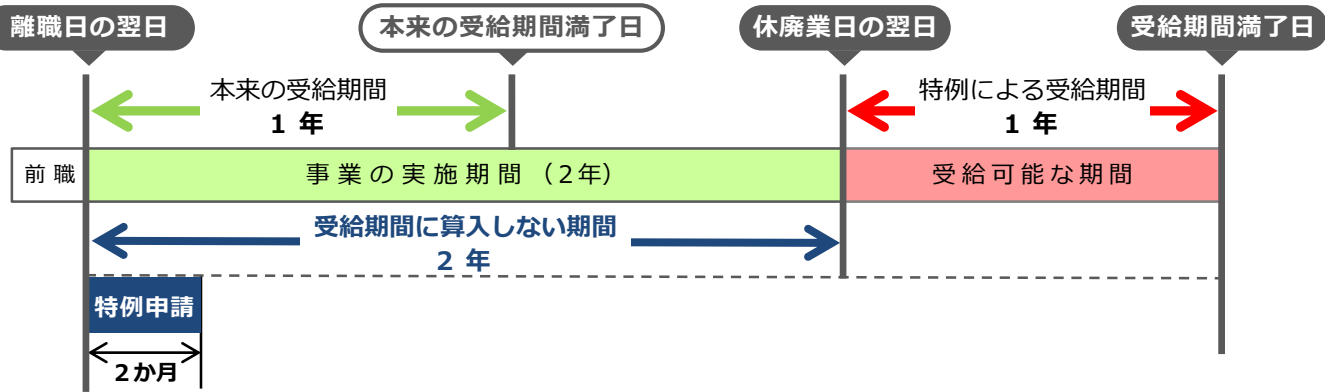 離職日の翌日
本来の受給期間満了日
休廃業日の翌日
受給期間満了日
本来の受給期間
1 年
特例による受給期間
1 年
前職
事業の実施期間（2年）
受給可能な期間
受給期間に算入しない期間
2 年
特例申請
2か月